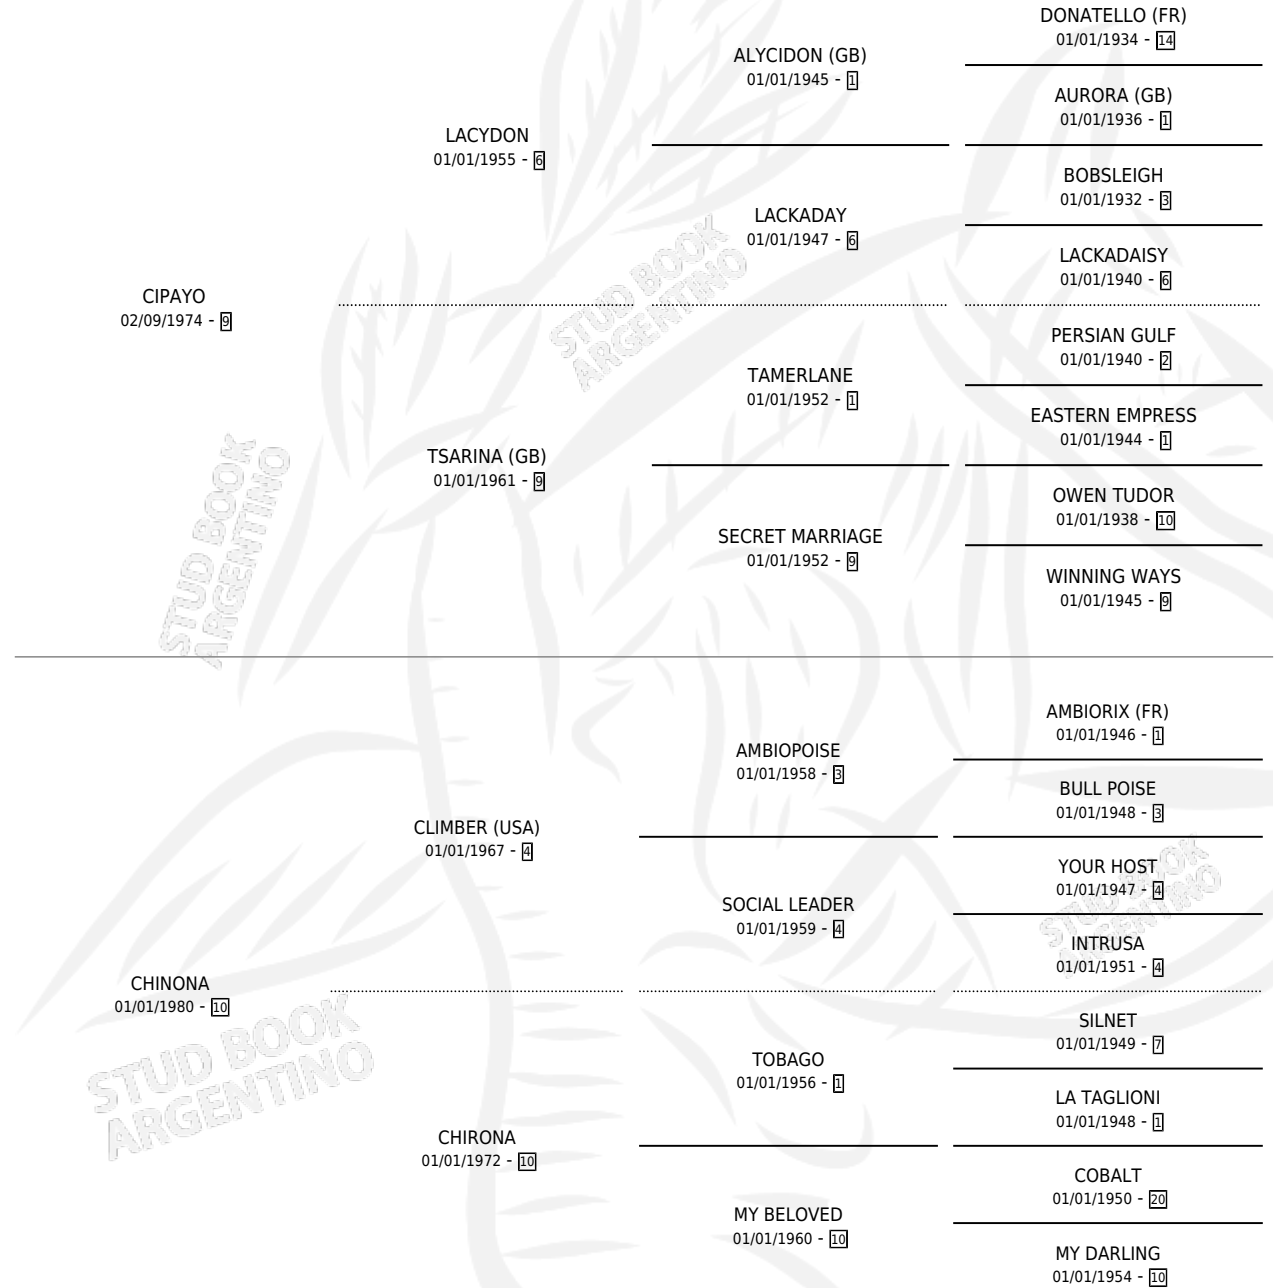 DONATELLO (FR)
01/01/1934 - 14
ALYCIDON (GB)
01/01/1945 - 1
AURORA (GB)
01/01/1936 - 1
LACYDON
01/01/1955 - 6
BOBSLEIGH
01/01/1932 - 3
LACKADAY
01/01/1947 - 6
LACKADAISY
01/01/1940 - 6
CIPAYO
02/09/1974 - 9
PERSIAN GULF
01/01/1940 - 2
TAMERLANE
01/01/1952 - 1
EASTERN EMPRESS
01/01/1944 - 1
TSARINA (GB)
01/01/1961 - 9
OWEN TUDOR
01/01/1938 - 10
SECRET MARRIAGE
01/01/1952 - 9
WINNING WAYS
01/01/1945 - 9
AMBIORIX (FR)
01/01/1946 - 1
AMBIOPOISE
01/01/1958 - 3
BULL POISE
01/01/1948 - 3
CLIMBER (USA)
01/01/1967 - 4
YOUR HOST
01/01/1947 - 4
SOCIAL LEADER
01/01/1959 - 4
INTRUSA
01/01/1951 - 4
CHINONA
01/01/1980 - 10
SILNET
01/01/1949 - 7
TOBAGO
01/01/1956 - 1
LA TAGLIONI
01/01/1948 - 1
CHIRONA
01/01/1972 - 10
COBALT
01/01/1950 - 20
MY BELOVED
01/01/1960 - 10
MY DARLING
01/01/1954 - 10
STUD BOOK
ARGENTINO
STUD BOOK
ARGENTINO
STUD BOOK
ARGENTINO
STUD BOOK
ARGENTINO